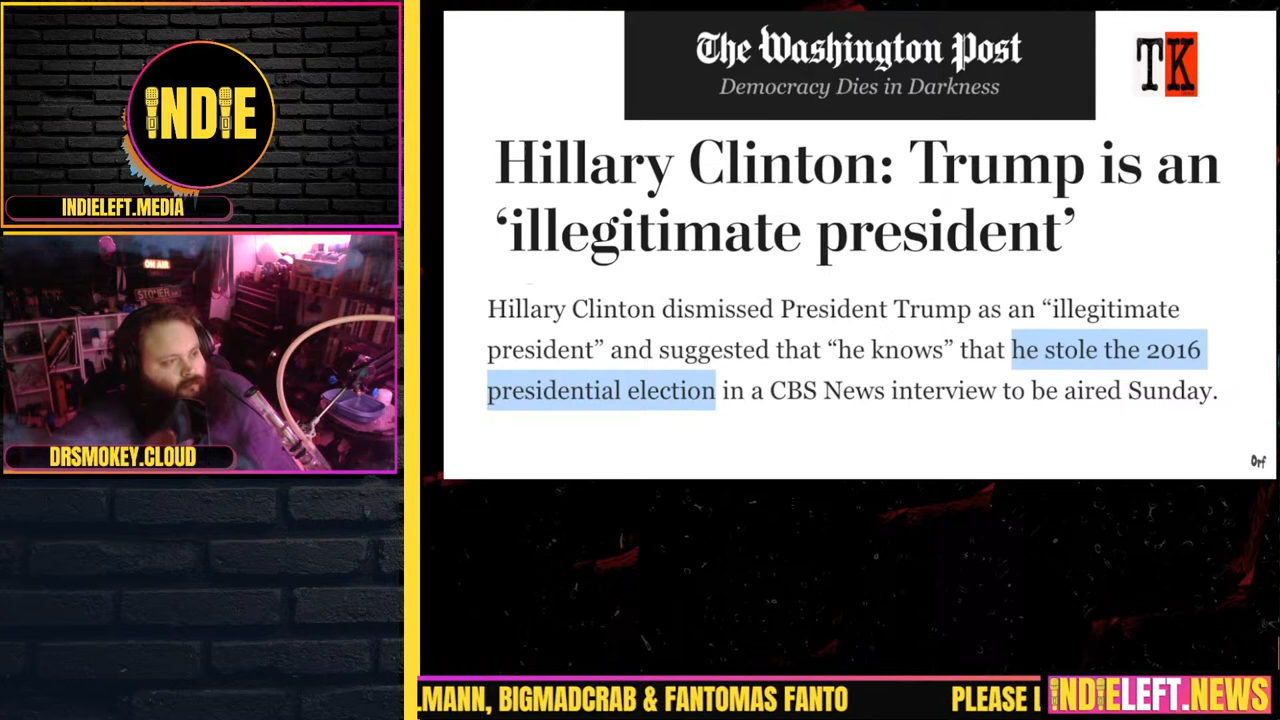 INDIE
INDIELEFT.MEDIA
ON AIR
STONER
DRSMOKEY.CLOUD
The Washington Post
Democracy Dies in Darkness
TK
Hillary Clinton: Trump is an
‘illegitimate president’
Hillary Clinton dismissed President Trump as an “illegitimate
president” and suggested that “he knows” that he stole the 2016
presidential election in a CBS News interview to be aired Sunday.
Orf
LMANN, BIGMADCRAB & FANTOMAS FANTO
PLEASE L
INDIELEFT.NEWS